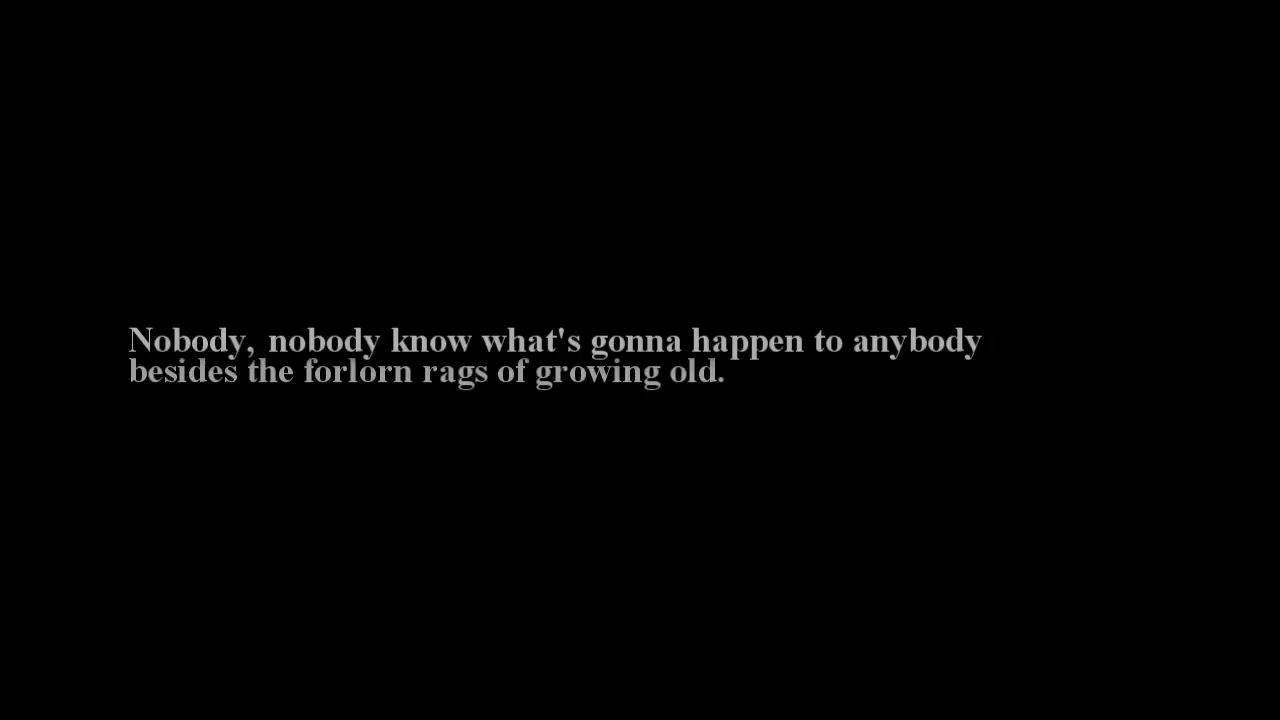 Nobody, nobody know what's gonna happen to anybody
besides the forlorn rags of growing old.